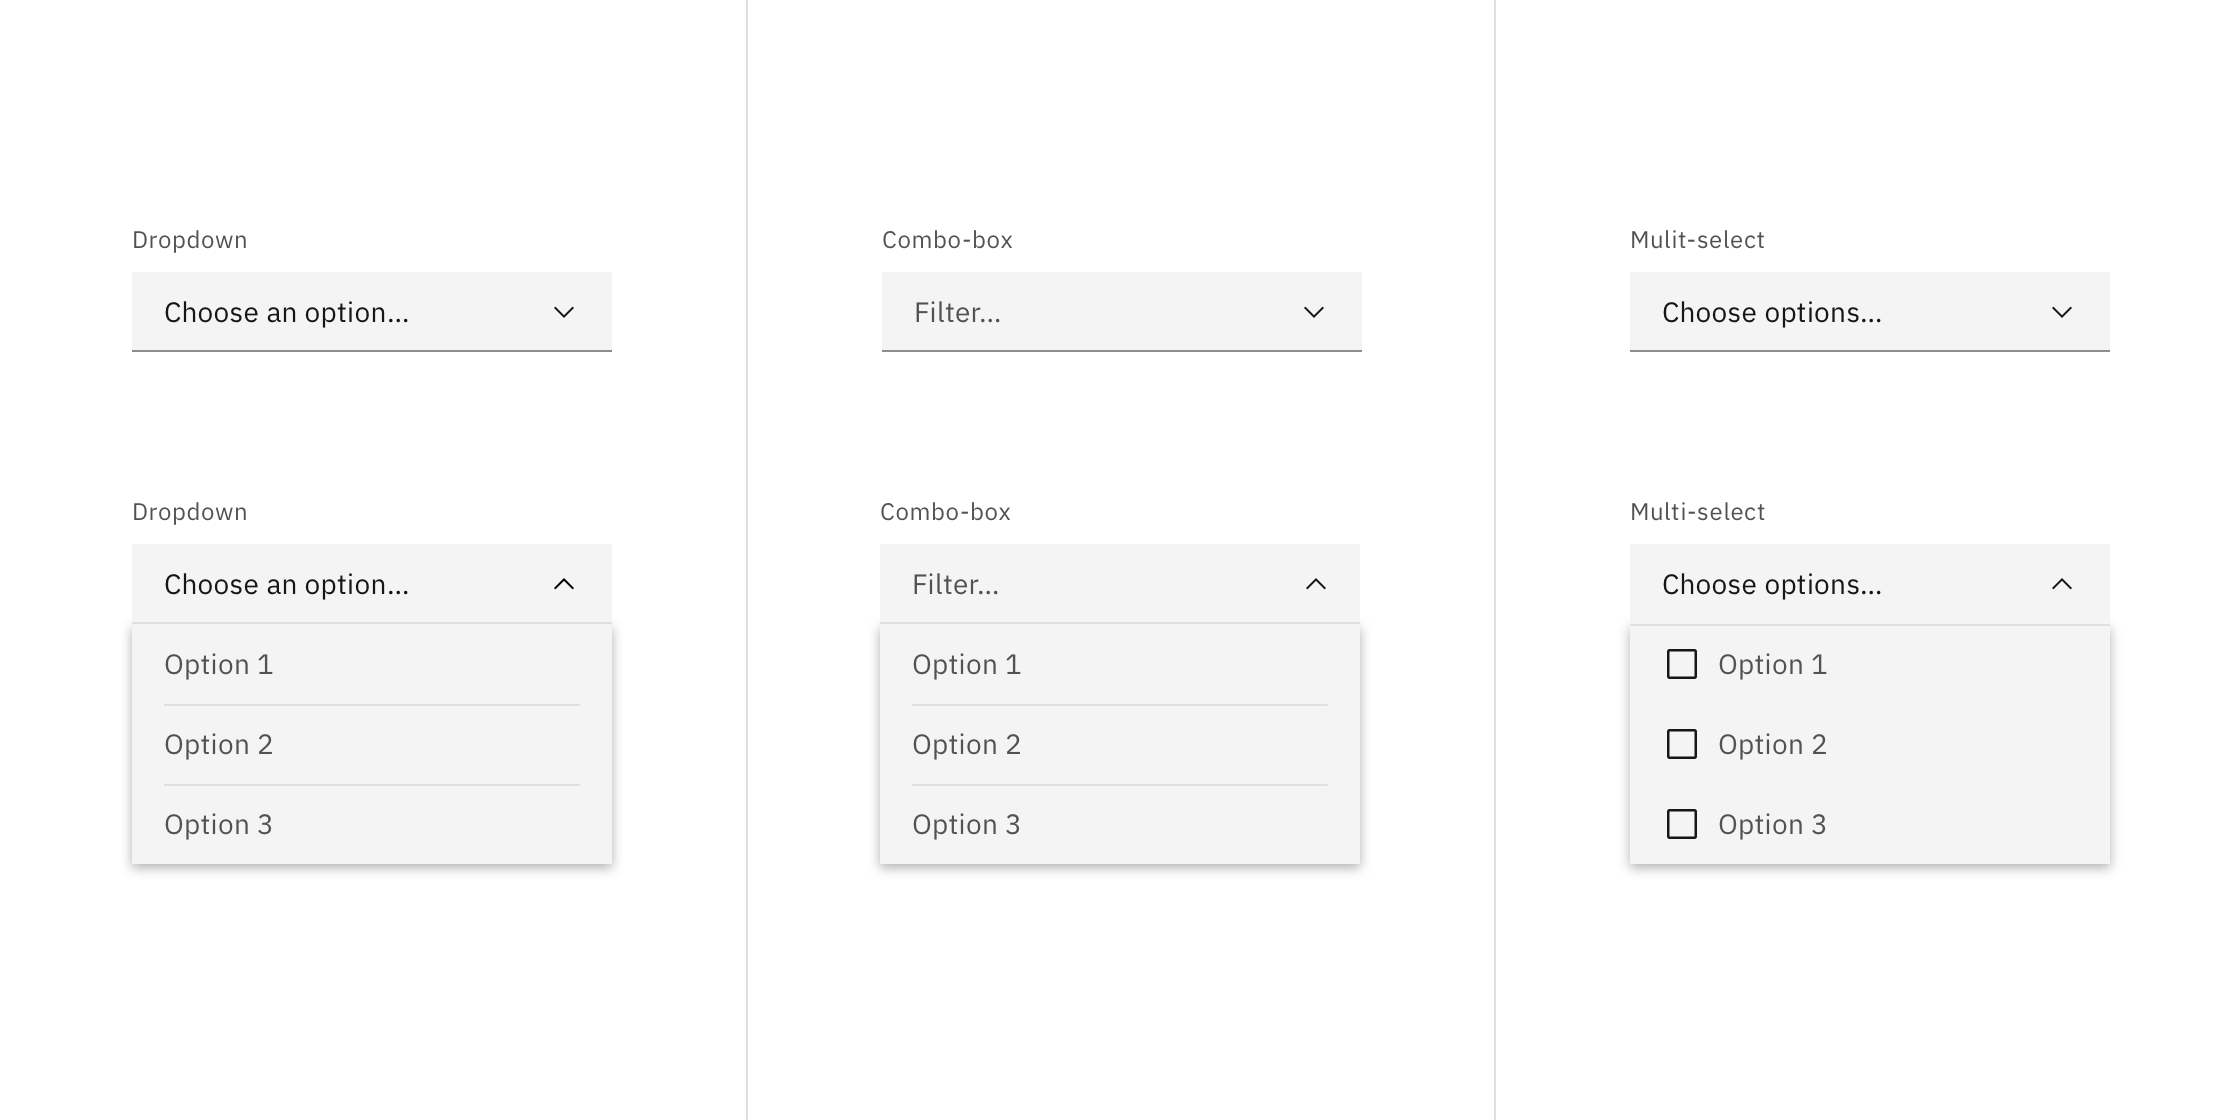 Dropdown
Choose an option...
Dropdown
Choose an option...
Option 1
Option 2
Option 3
Combo-box
Filter...
Combo-box
Filter...
Option 1
Option 2
Option 3
Mulit-select
Choose options...
Multi-select
Choose options...
Option 1
Option 2
Option 3